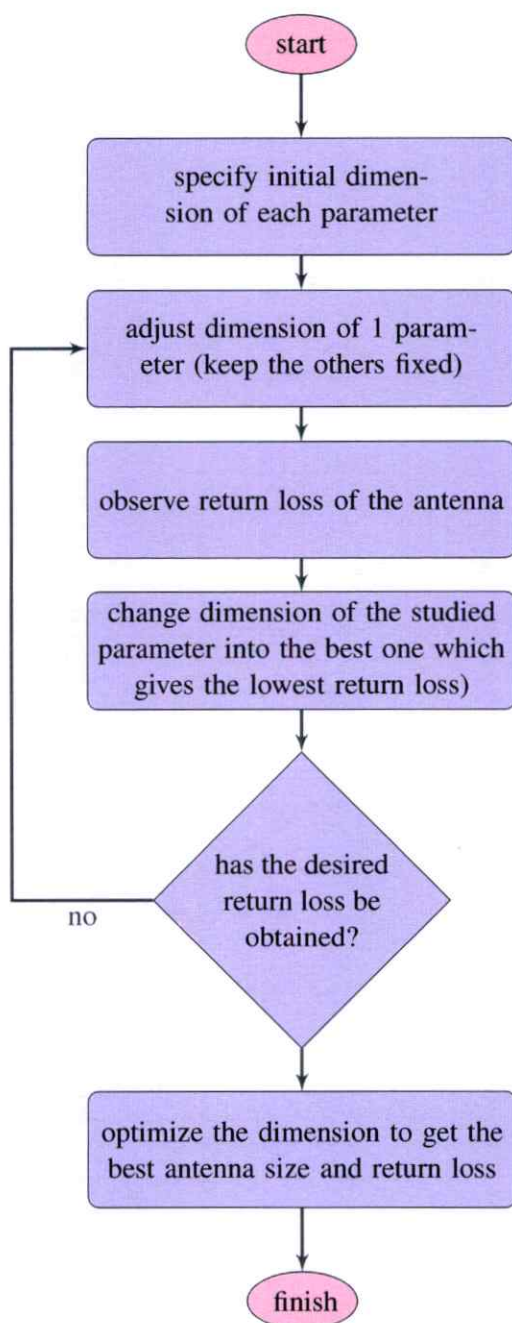 start
specify initial dimen-
sion of each parameter
adjust dimension of 1 param-
eter (keep the others fixed)
observe return loss of the antenna
change dimension of the studied
parameter into the best one which
gives the lowest return loss)
has the desired
return loss be
obtained?
no
optimize the dimension to get the
best antenna size and return loss
finish